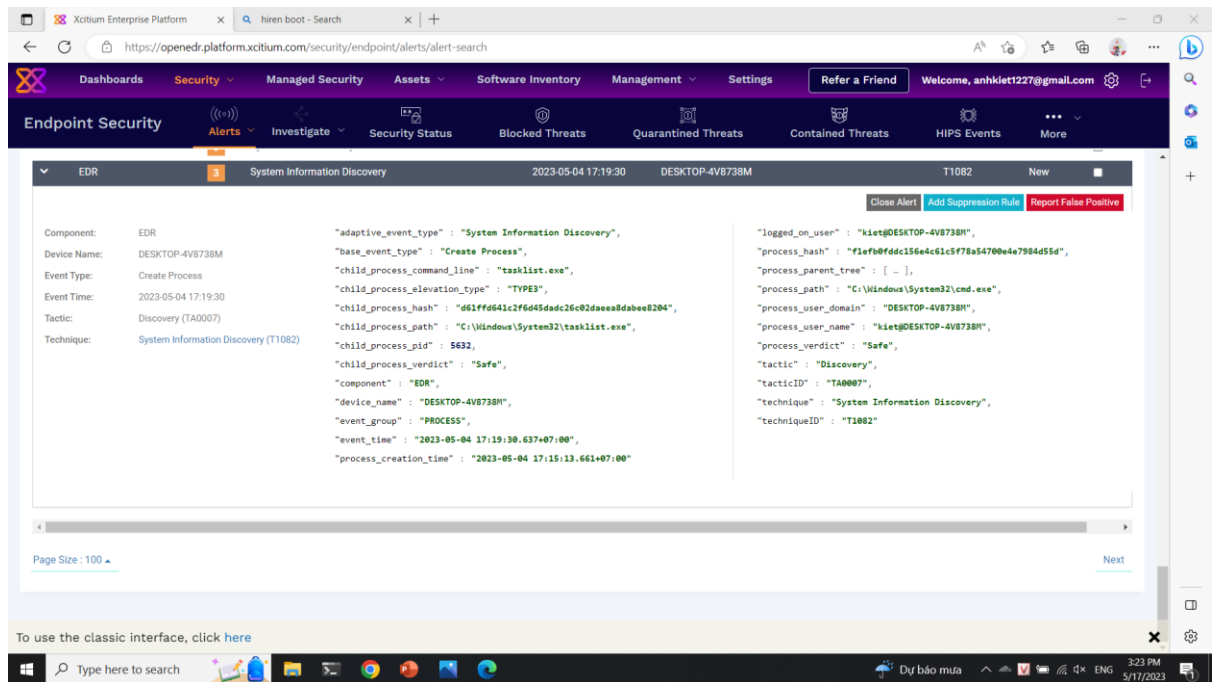 Xcitium Enterprise Platform
hiren boot - Search
https://openedr.platform.xcitium.com/security/endpoint/alerts/alert-search
Dashboards Security Managed Security Assets Software Inventory Management Settings Refer a Friend Welcome, anhkiet1227@gmail.com
Endpoint Security Alerts Investigate Security Status Blocked Threats Quarantined Threats Contained Threats HIPS Events More
EDR 3 System Information Discovery 2023-05-04 17:19:30 DESKTOP-4V8738M T1082 New
Close Alert Add Suppression Rule Report False Positive
Component: EDR
Device Name: DESKTOP-4V8738M
Event Type: Create Process
Event Time: 2023-05-04 17:19:30
Tactic: Discovery (TA0007)
Technique: System Information Discovery (T1082)
"adaptive_event_type" : "System Information Discovery",
"base_event_type" : "Create Process",
"child_process_command_line" : "tasklist.exe",
"child_process_elevation_type" : "TYPE3",
"child_process_hash" : "d61ffd641c2f6d45dadc26c02daeea8dabee8204",
"child_process_path" : "C:\Windows\System32\tasklist.exe",
"child_process_pid" : 5632,
"child_process_verdict" : "Safe",
"component" : "EDR",
"device_name" : "DESKTOP-4V8738M",
"event_group" : "PROCESS",
"event_time" : "2023-05-04 17:19:30.637+07:00",
"process_creation_time" : "2023-05-04 17:15:13.661+07:00"
"logged_on_user" : "kiet@DESKTOP-4V8738M",
"process_hash" : "f1efb0fddc156e4c61c5f78a54700e4e7984d55d",
"process_parent_tree" : [ … ],
"process_path" : "C:\Windows\System32\cmd.exe",
"process_user_domain" : "DESKTOP-4V8738M",
"process_user_name" : "kiet@DESKTOP-4V8738M",
"process_verdict" : "Safe",
"tactic" : "Discovery",
"tacticID" : "TA0007",
"technique" : "System Information Discovery",
"techniqueID" : "T1082"
Page Size : 100
Next
To use the classic interface, click here
Type here to search
Dự báo mưa
ENG
3:23 PM
5/17/2023